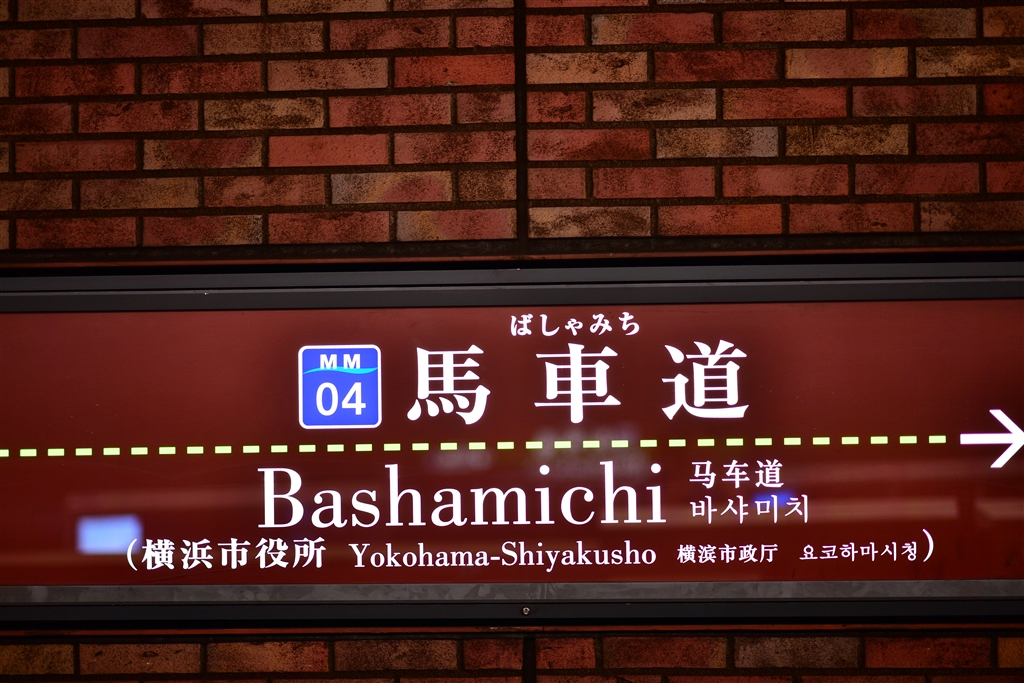 ばしゃみち
MM
04
馬車道
Bashamichi
马车道
바샤미치
(横浜市役所 Yokohama-Shiyakusho 横滨市政厅 요코하마시청)